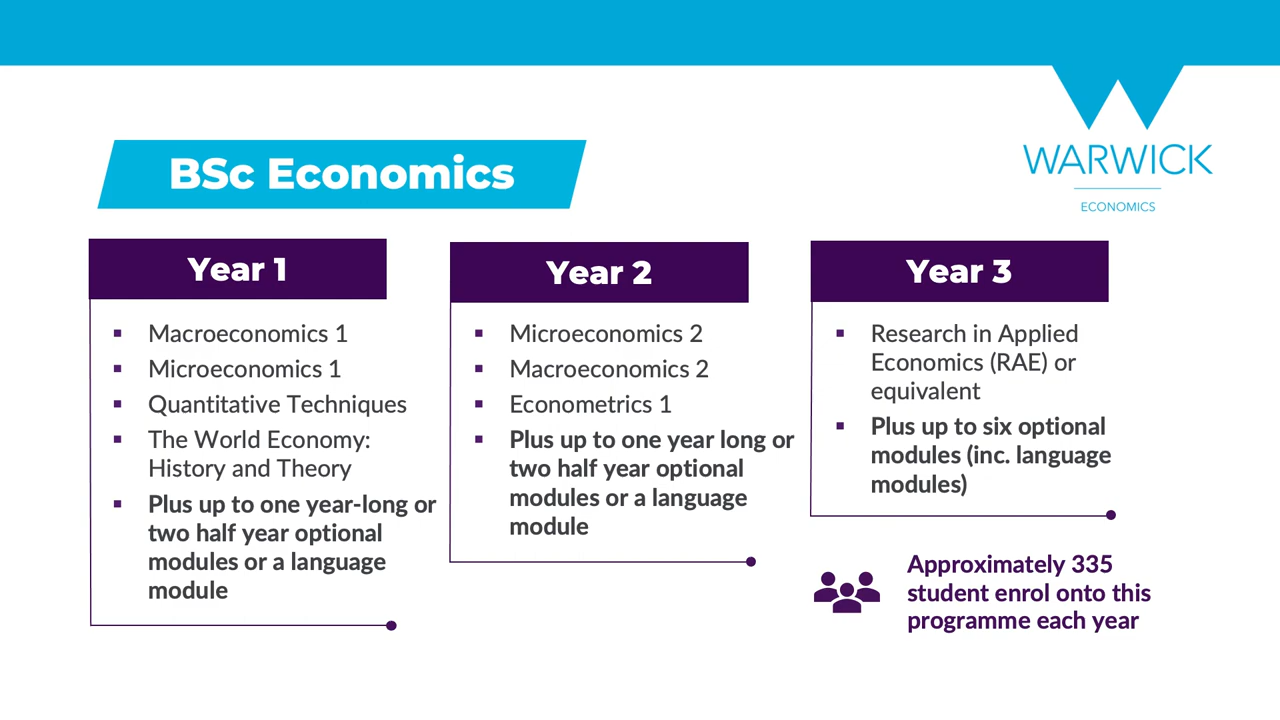 WARWICK
ECONOMICS
BSc Economics
Year 1
▪ Macroeconomics 1
▪ Microeconomics 1
▪ Quantitative Techniques
▪ The World Economy:
History and Theory
▪ Plus up to one year-long or
two half year optional
modules or a language
module
Year 2
▪ Microeconomics 2
▪ Macroeconomics 2
▪ Econometrics 1
▪ Plus up to one year long or
two half year optional
modules or a language
module
Year 3
▪ Research in Applied
Economics (RAE) or
equivalent
▪ Plus up to six optional
modules (inc. language
modules)
Approximately 335
student enrol onto this
programme each year